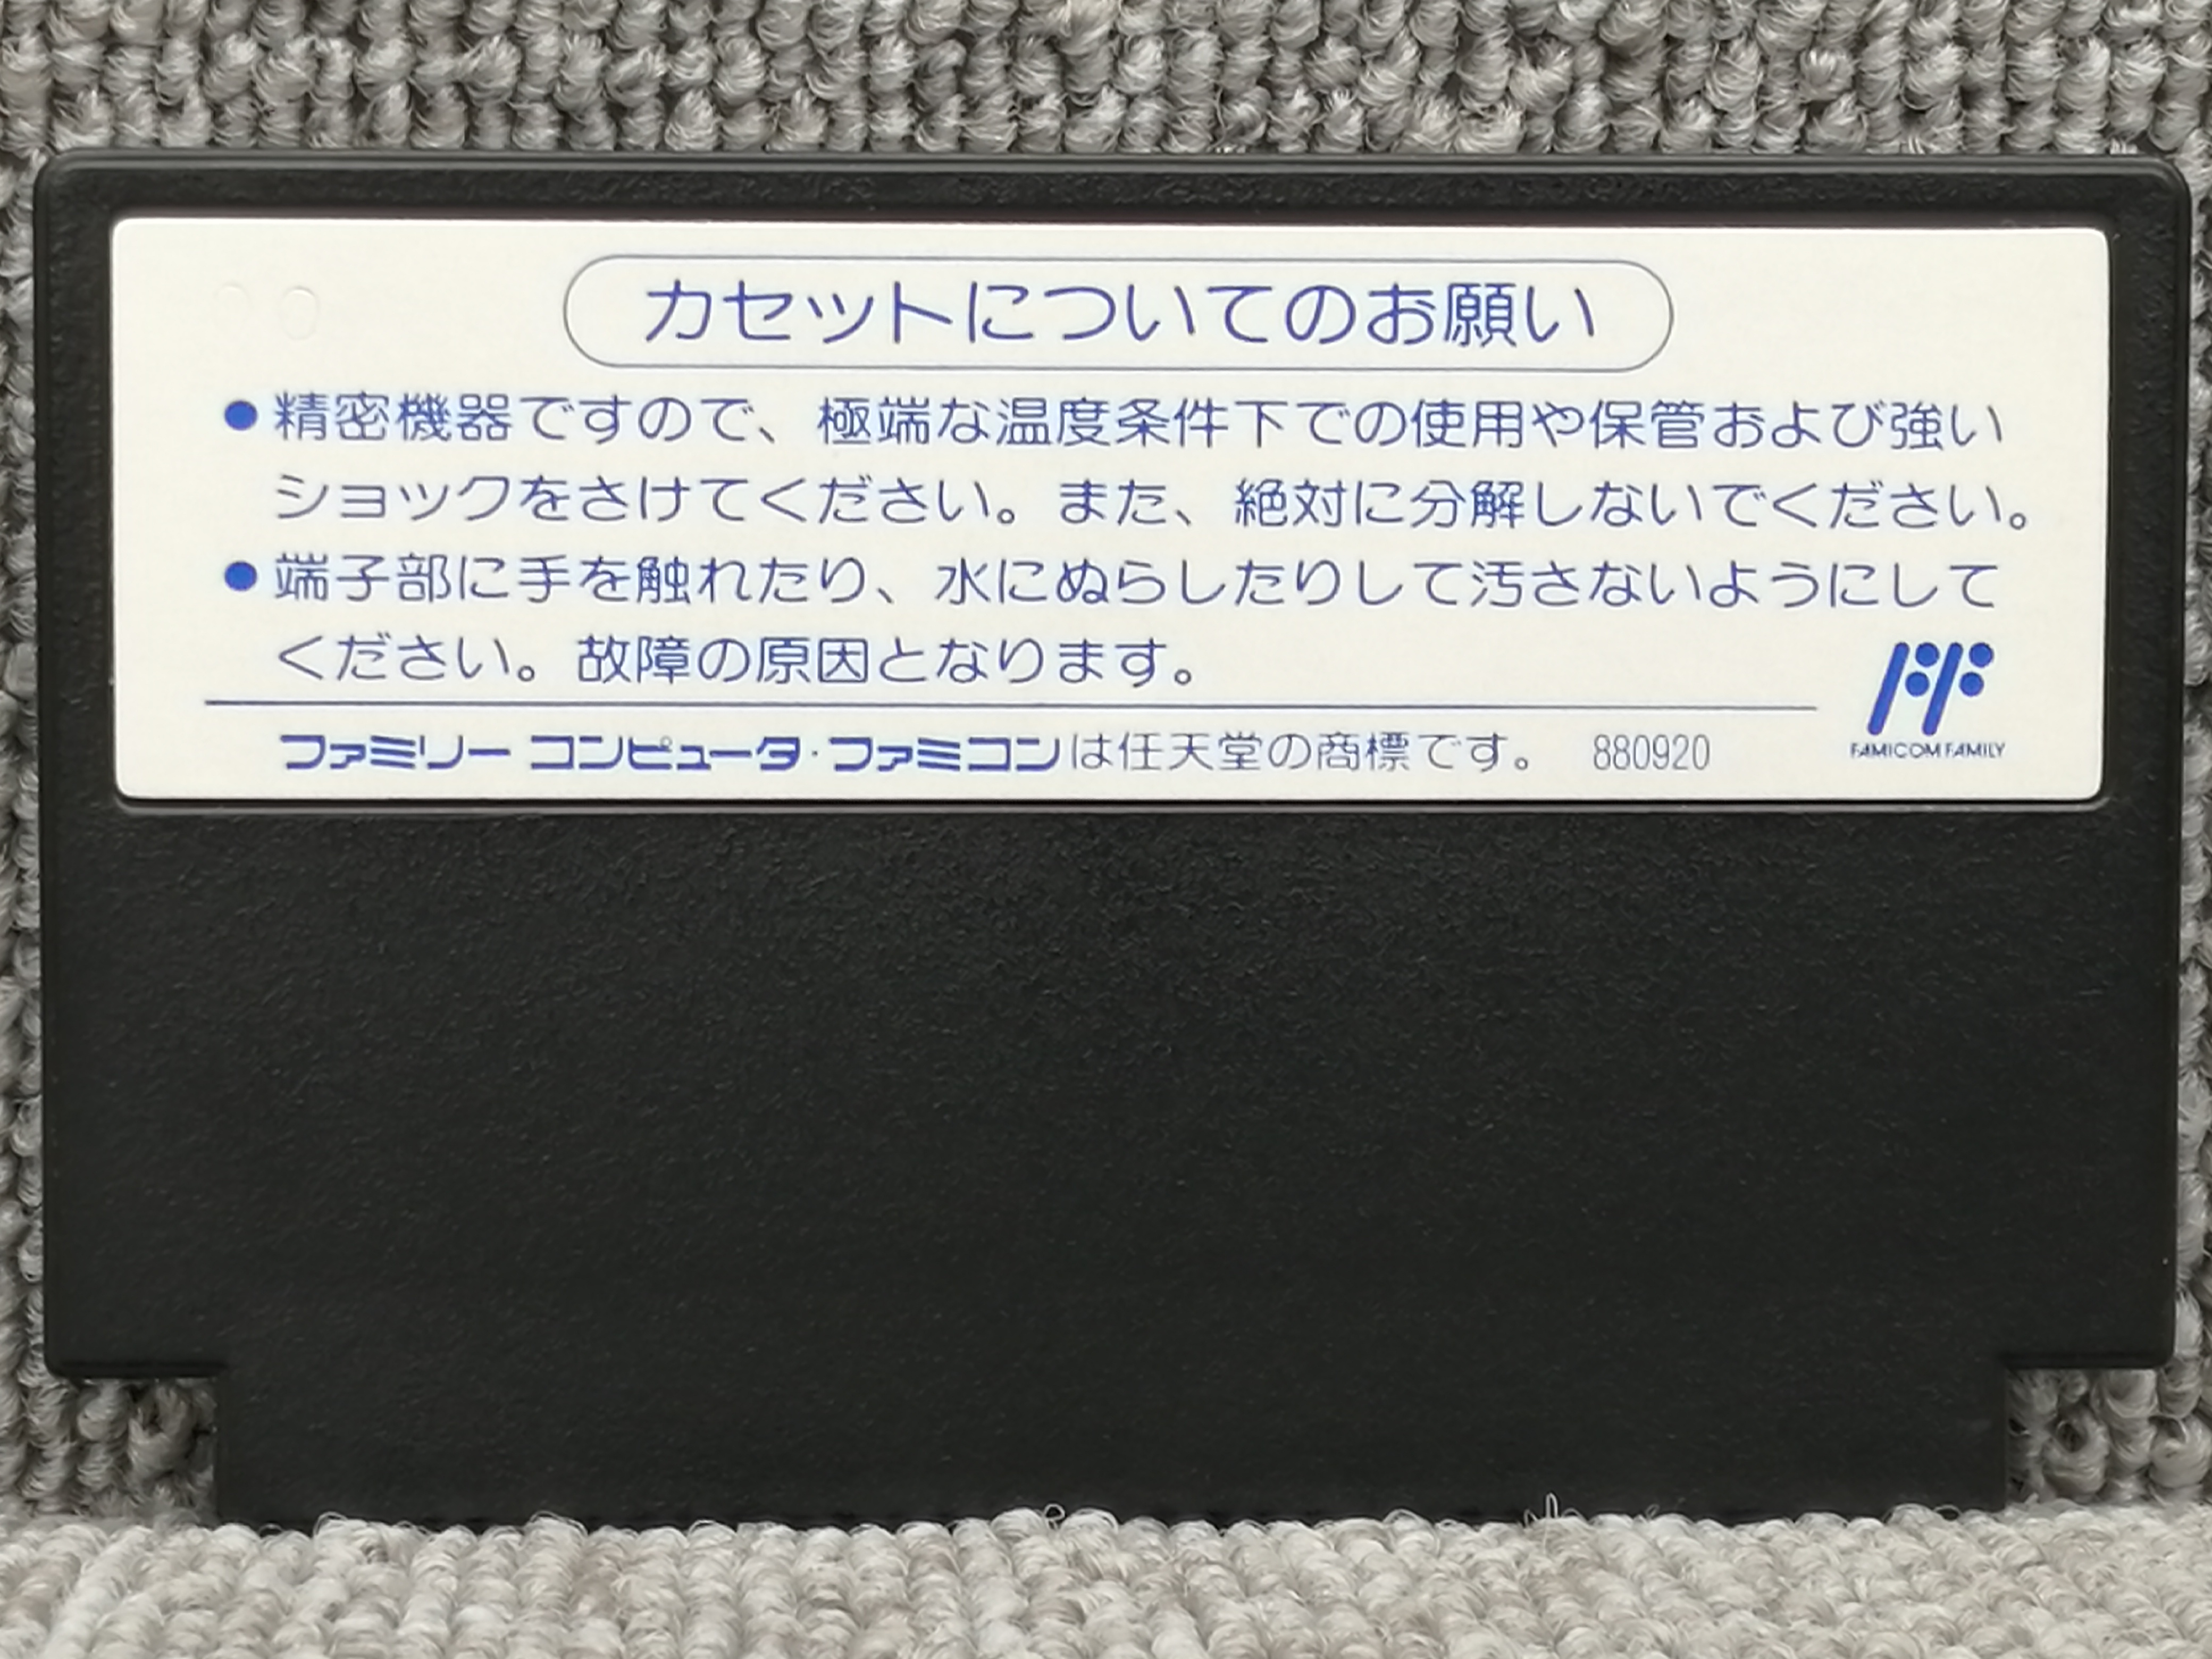 カセットについてのお願い
●精密機器ですので、極端な温度条件下での使用や保管および強い
ショックをさけてください。また、絶対に分解しないでください。
●端子部に手を触れたり、水にぬらしたりして汚さないようにして
ください。故障の原因となります。
ファミリー コンピュータ・ファミコンは任天堂の商標です。 880920
FAMICOM FAMILY